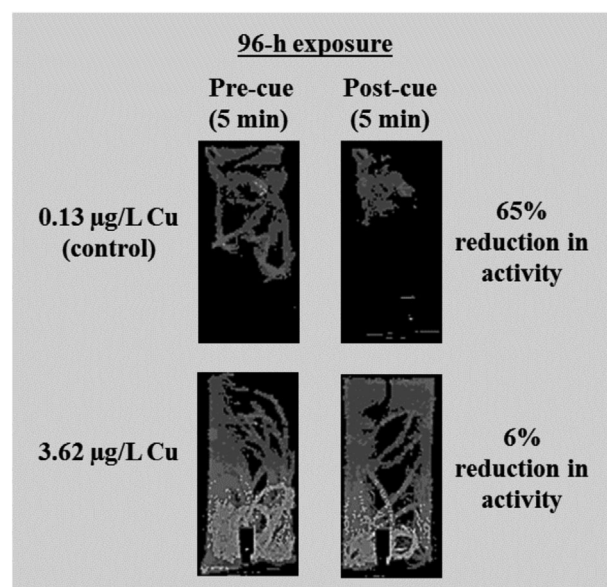 96-h exposure
Pre-cue
(5 min)
Post-cue
(5 min)
0.13 µg/L Cu
(control)
65%
reduction in
activity
3.62 µg/L Cu
6%
reduction in
activity